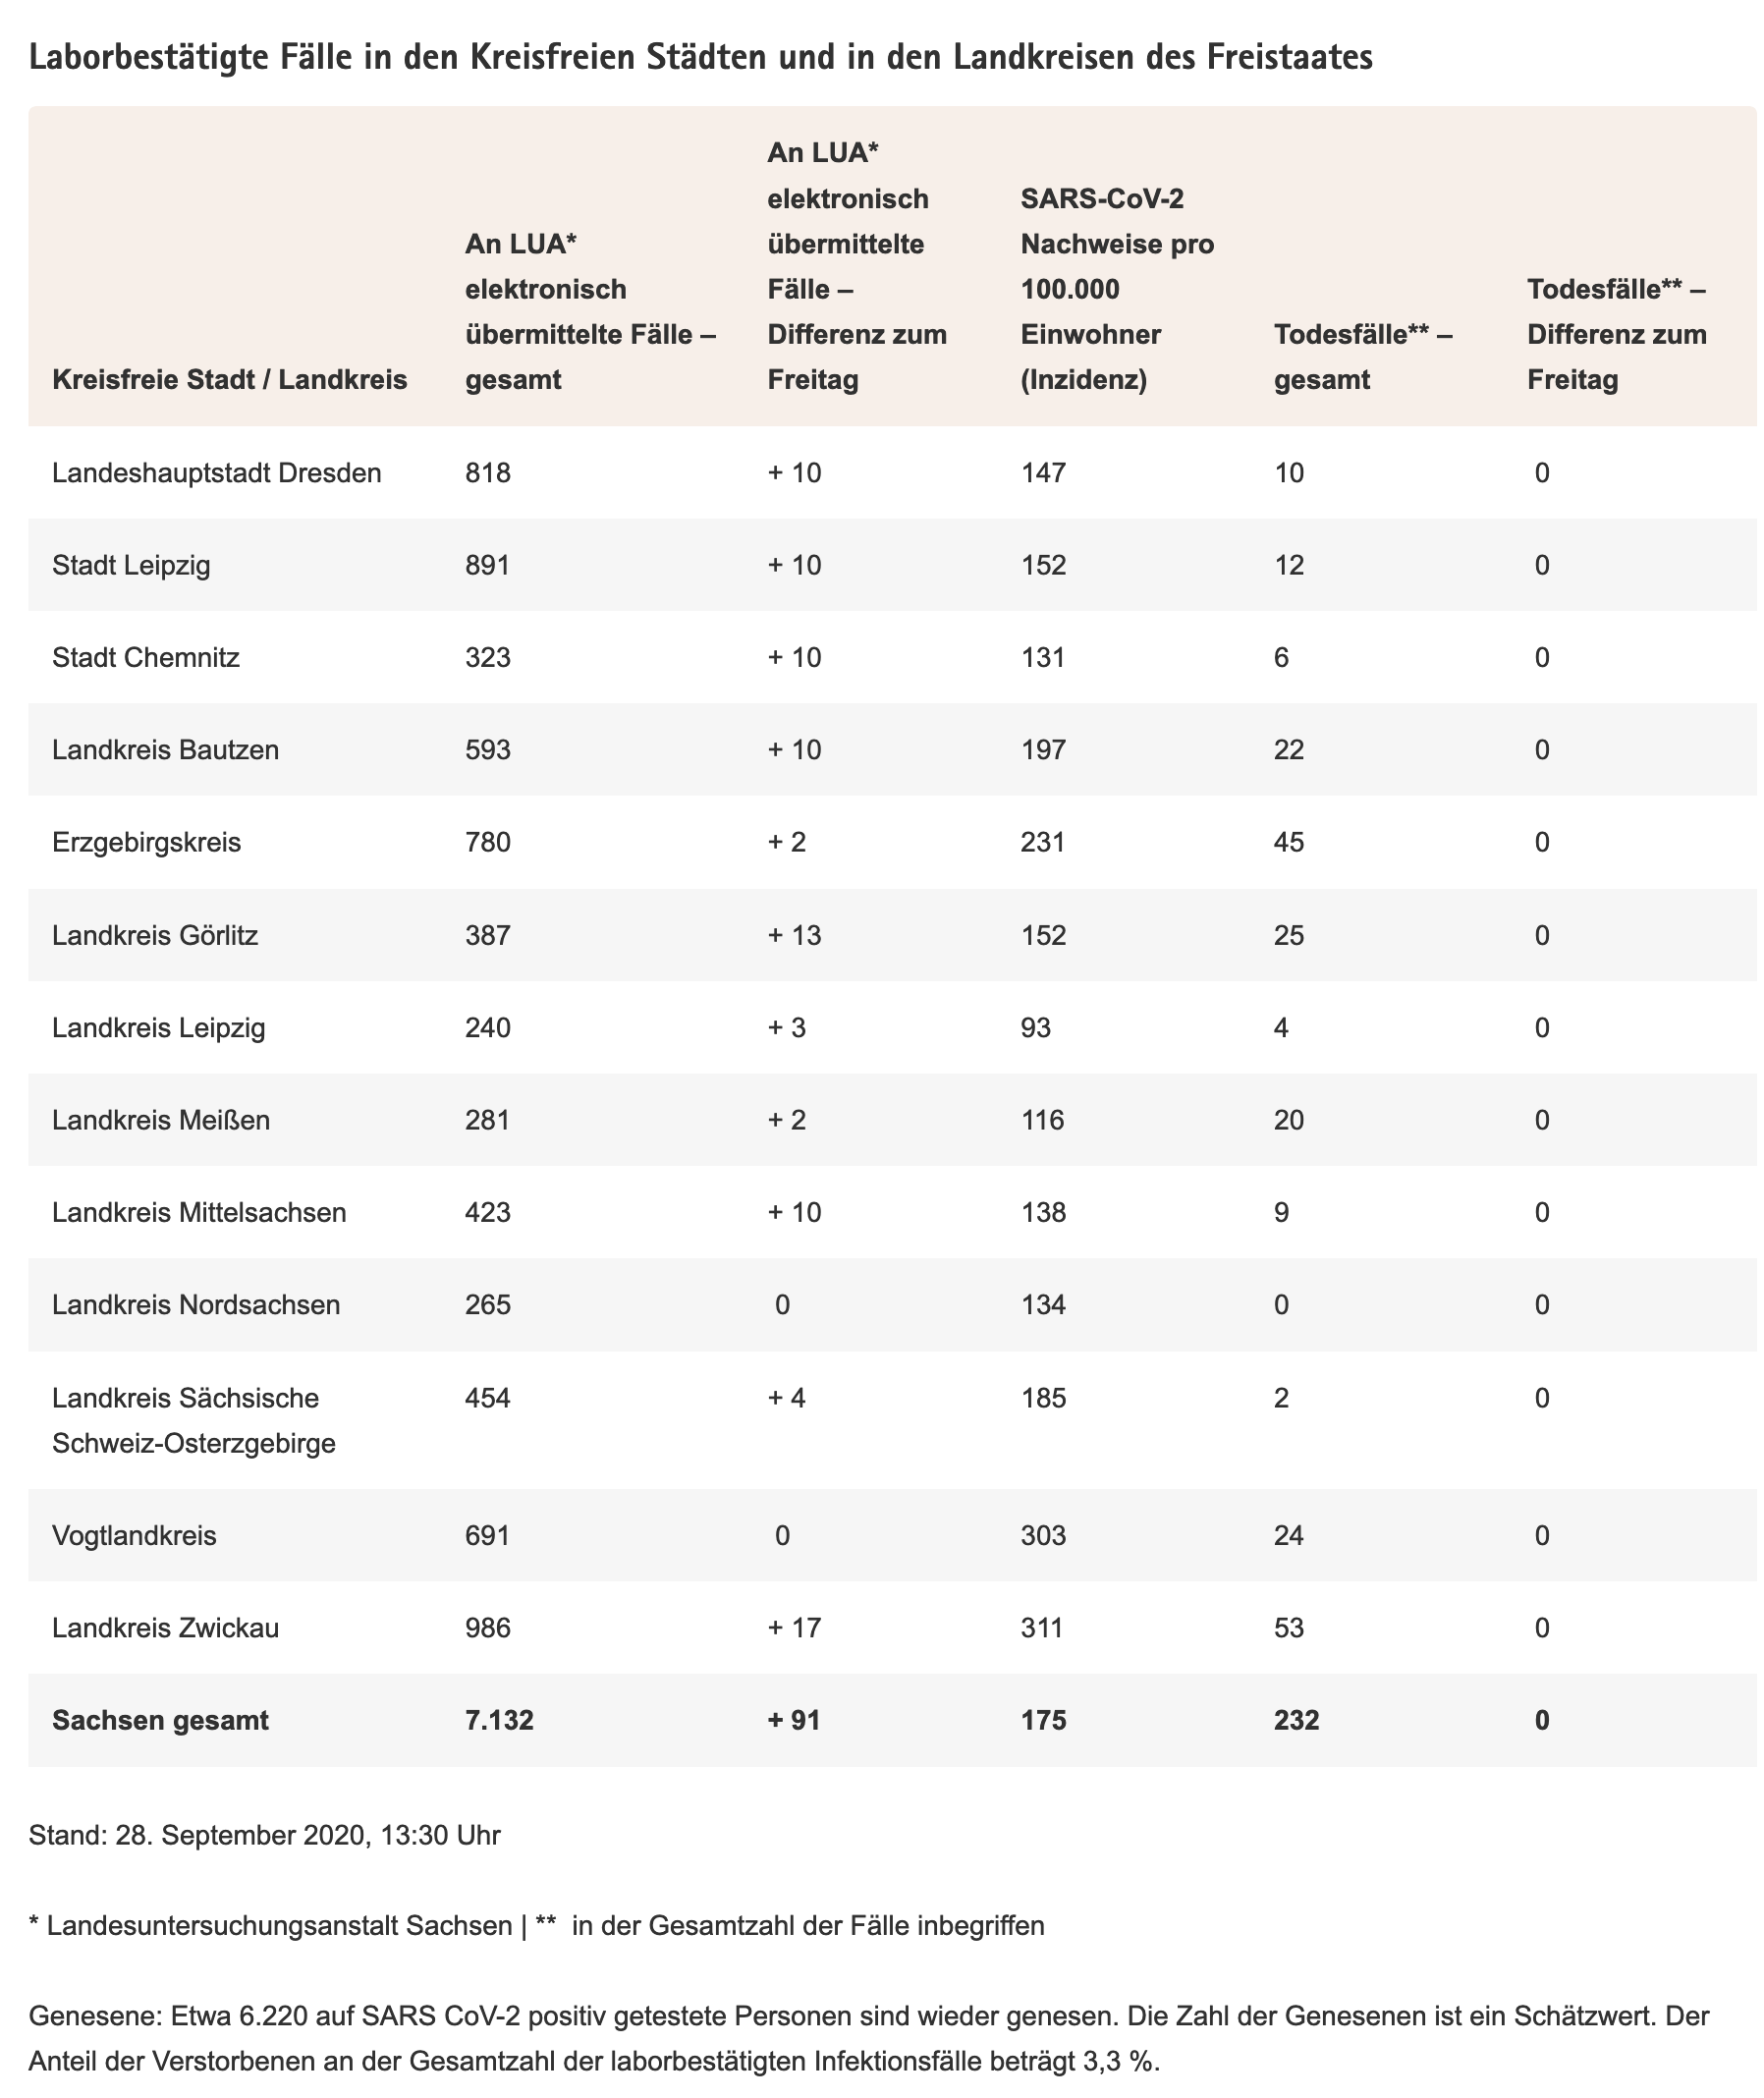 Laborbestätigte Fälle in den Kreisfreien Städten und in den Landkreisen des Freistaates
Kreisfreie Stadt / Landkreis
An LUA*
elektronisch
übermittelte Fälle –
gesamt
An LUA*
elektronisch
übermittelte
Fälle –
Differenz zum
Freitag
SARS-CoV-2
Nachweise pro
100.000
Einwohner
(Inzidenz)
Todesfälle** –
gesamt
Todesfälle** –
Differenz zum
Freitag
Landeshauptstadt Dresden 818 + 10 147 10 0
Stadt Leipzig 891 + 10 152 12 0
Stadt Chemnitz 323 + 10 131 6 0
Landkreis Bautzen 593 + 10 197 22 0
Erzgebirgskreis 780 + 2 231 45 0
Landkreis Görlitz 387 + 13 152 25 0
Landkreis Leipzig 240 + 3 93 4 0
Landkreis Meißen 281 + 2 116 20 0
Landkreis Mittelsachsen 423 + 10 138 9 0
Landkreis Nordsachsen 265 0 134 0 0
Landkreis Sächsische 454 + 4 185 2 0
Schweiz-Osterzgebirge
Vogtlandkreis 691 0 303 24 0
Landkreis Zwickau 986 + 17 311 53 0
Sachsen gesamt 7.132 + 91 175 232 0
Stand: 28. September 2020, 13:30 Uhr
* Landesuntersuchungsanstalt Sachsen | ** in der Gesamtzahl der Fälle inbegriffen
Genesene: Etwa 6.220 auf SARS CoV-2 positiv getestete Personen sind wieder genesen. Die Zahl der Genesenen ist ein Schätzwert. Der
Anteil der Verstorbenen an der Gesamtzahl der laborbestätigten Infektionsfälle beträgt 3,3 %.